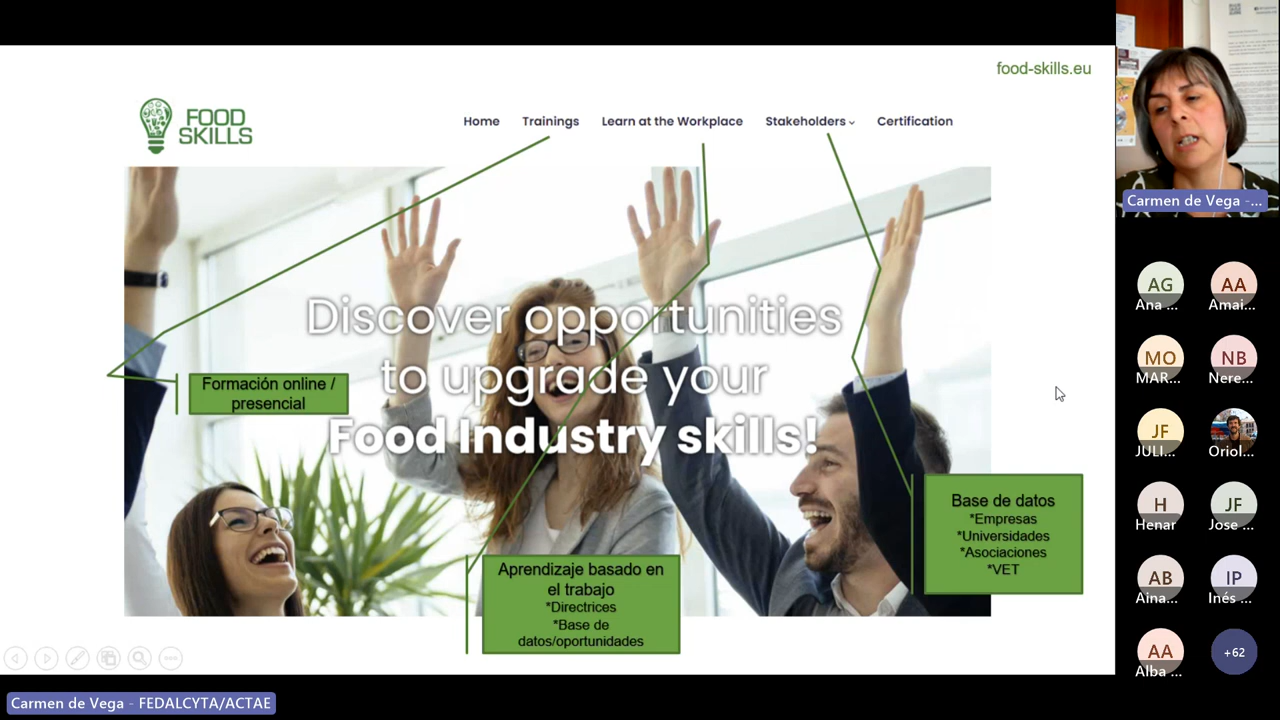 food-skills.eu
FOOD
SKILLS
Home Trainings Learn at the Workplace Stakeholders Certification
Discover opportunities
to upgrade your
Food Industry skills!
Formación online /
presencial
Aprendizaje basado en
el trabajo
*Directrices
*Base de
datos/oportunidades
Base de datos
*Empresas
*Universidades
*Asociaciones
*VET
Carmen de Vega -...
AG AA
Ana ... Amai...
MO NB
MAR... Nere...
JF
JULI... Oriol...
H JF
Henar Jose ...
AB IP
Aina... Inés ...
AA +62
Alba ...
Carmen de Vega - FEDALCYTA/ACTAE